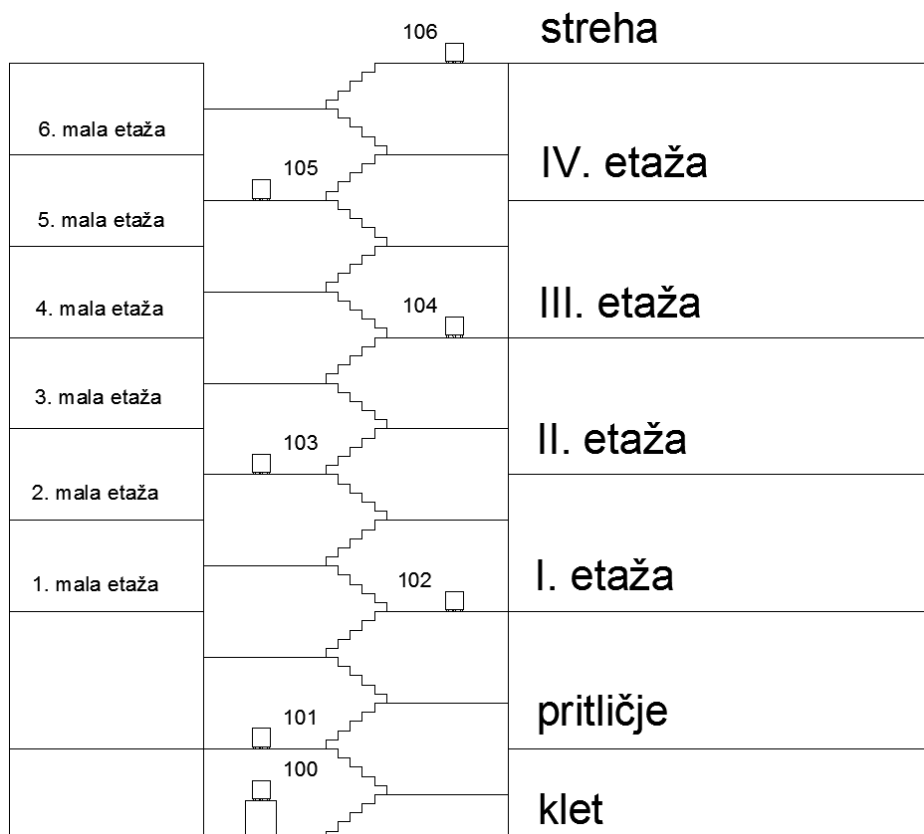 106
streha
6. mala etaža
105
IV. etaža
5. mala etaža
4. mala etaža
104
III. etaža
3. mala etaža
103
II. etaža
2. mala etaža
1. mala etaža
102
I. etaža
101
pritličje
100
klet